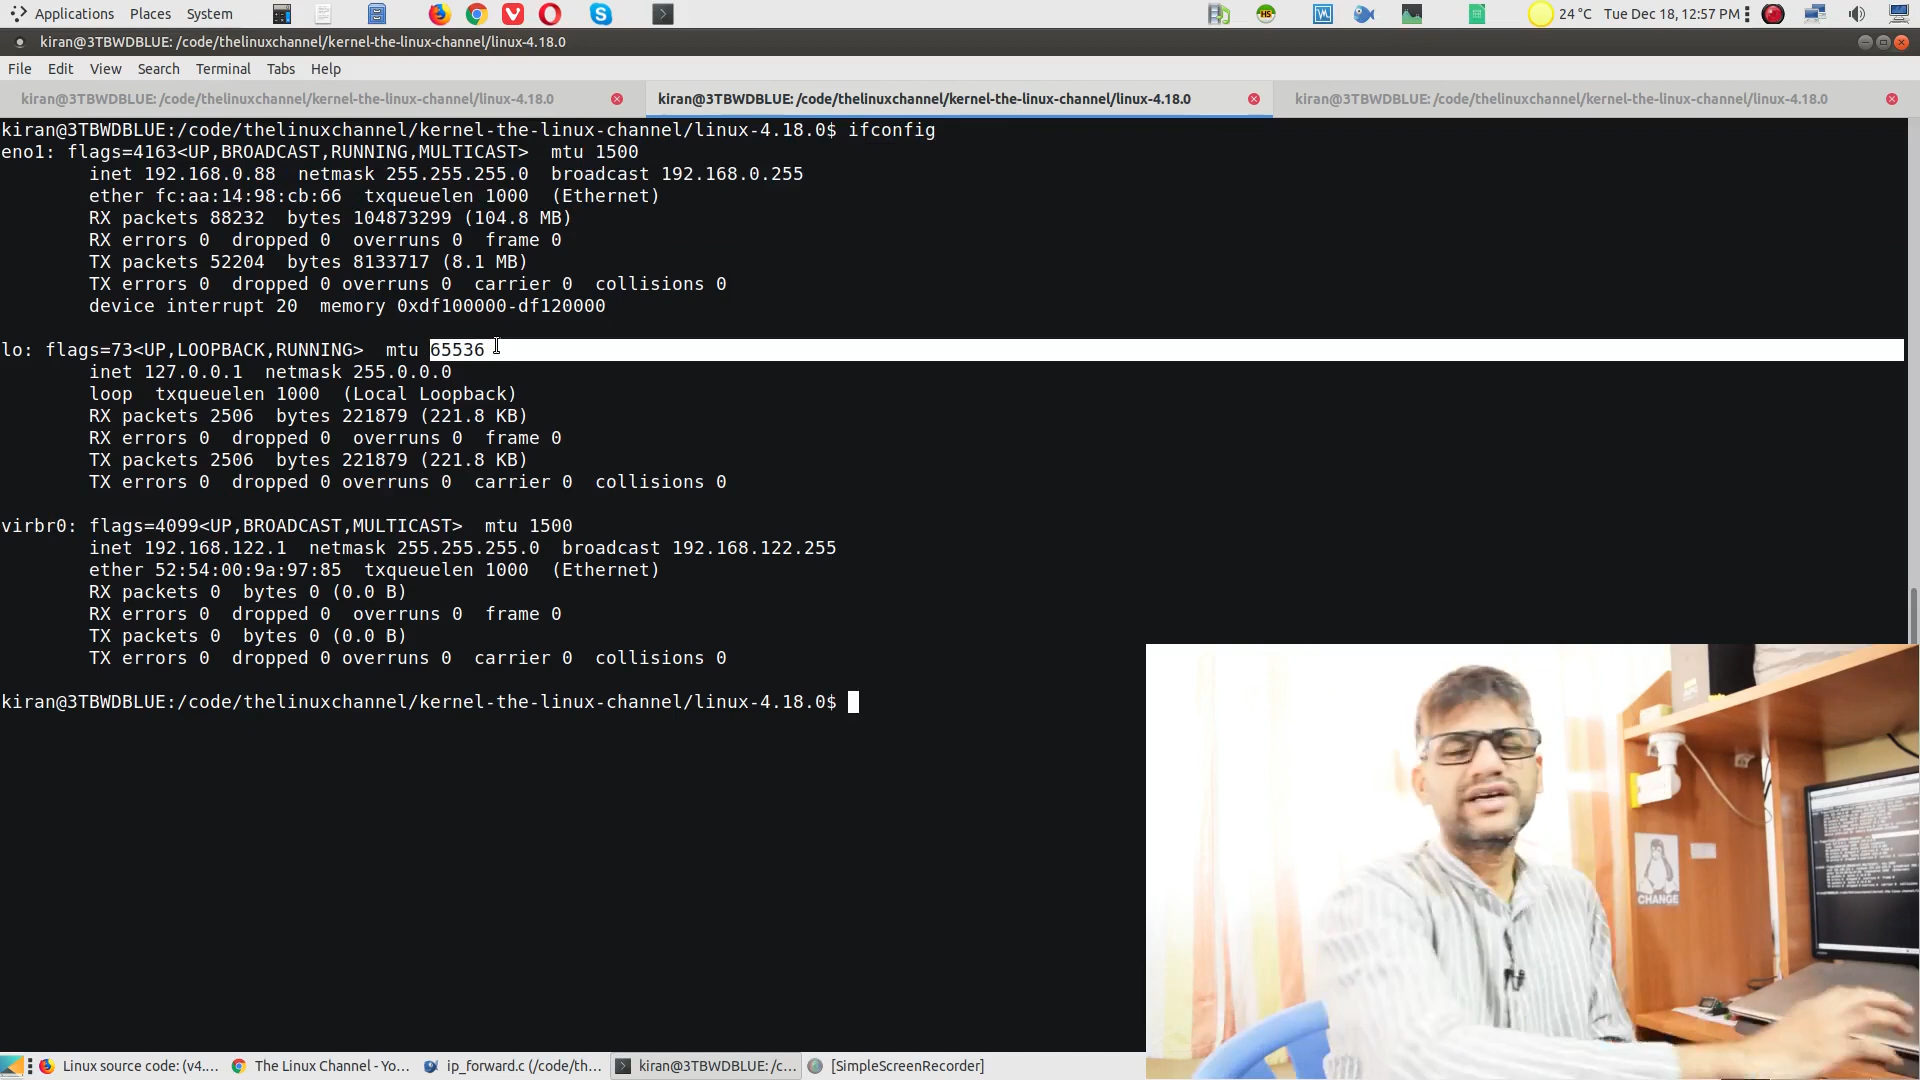 Applications Places System 24 °C Tue Dec 18, 12:57 PM
kiran@3TBWDBLUE: /code/thelinuxchannel/kernel-the-linux-channel/linux-4.18.0
File Edit View Search Terminal Tabs Help
kiran@3TBWDBLUE: /code/thelinuxchannel/kernel-the-linux-channel/linux-4.18.0 kiran@3TBWDBLUE: /code/thelinuxchannel/kernel-the-linux-channel/linux-4.18.0 kiran@3TBWDBLUE: /code/thelinuxchannel/kernel-the-linux-channel/linux-4.18.0
kiran@3TBWDBLUE:/code/thelinuxchannel/kernel-the-linux-channel/linux-4.18.0$ ifconfig
eno1: flags=4163<UP,BROADCAST,RUNNING,MULTICAST>  mtu 1500
inet 192.168.0.88  netmask 255.255.255.0  broadcast 192.168.0.255
ether fc:aa:14:98:cb:66  txqueuelen 1000  (Ethernet)
RX packets 88232  bytes 104873299 (104.8 MB)
RX errors 0  dropped 0  overruns 0  frame 0
TX packets 52204  bytes 8133717 (8.1 MB)
TX errors 0  dropped 0 overruns 0  carrier 0  collisions 0
device interrupt 20  memory 0xdf100000-df120000
lo: flags=73<UP,LOOPBACK,RUNNING>  mtu 65536
inet 127.0.0.1  netmask 255.0.0.0
loop  txqueuelen 1000  (Local Loopback)
RX packets 2506  bytes 221879 (221.8 KB)
RX errors 0  dropped 0  overruns 0  frame 0
TX packets 2506  bytes 221879 (221.8 KB)
TX errors 0  dropped 0 overruns 0  carrier 0  collisions 0
virbr0: flags=4099<UP,BROADCAST,MULTICAST>  mtu 1500
inet 192.168.122.1  netmask 255.255.255.0  broadcast 192.168.122.255
ether 52:54:00:9a:97:85  txqueuelen 1000  (Ethernet)
RX packets 0  bytes 0 (0.0 B)
RX errors 0  dropped 0  overruns 0  frame 0
TX packets 0  bytes 0 (0.0 B)
TX errors 0  dropped 0 overruns 0  carrier 0  collisions 0
kiran@3TBWDBLUE:/code/thelinuxchannel/kernel-the-linux-channel/linux-4.18.0$
CHANGE
Linux source code: (v4.... The Linux Channel - Yo... ip_forward.c (/code/th... kiran@3TBWDBLUE: /c... [SimpleScreenRecorder]